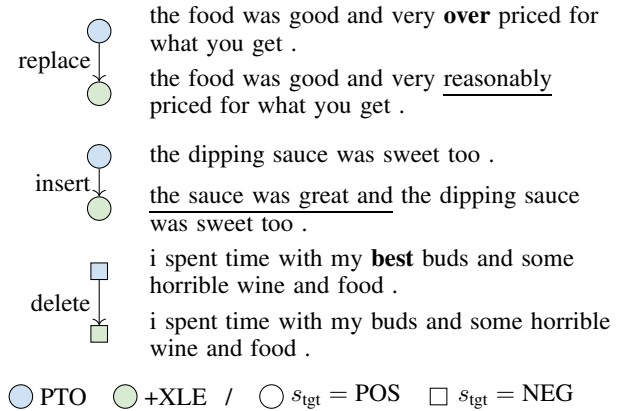 the food was good and very over priced for
what you get .
replace
the food was good and very reasonably
priced for what you get .
the dipping sauce was sweet too .
insert
the sauce was great and the dipping sauce
was sweet too .
i spent time with my best buds and some
horrible wine and food .
delete
i spent time with my buds and some horrible
wine and food .
PTO +XLE / s_tgt = POS s_tgt = NEG